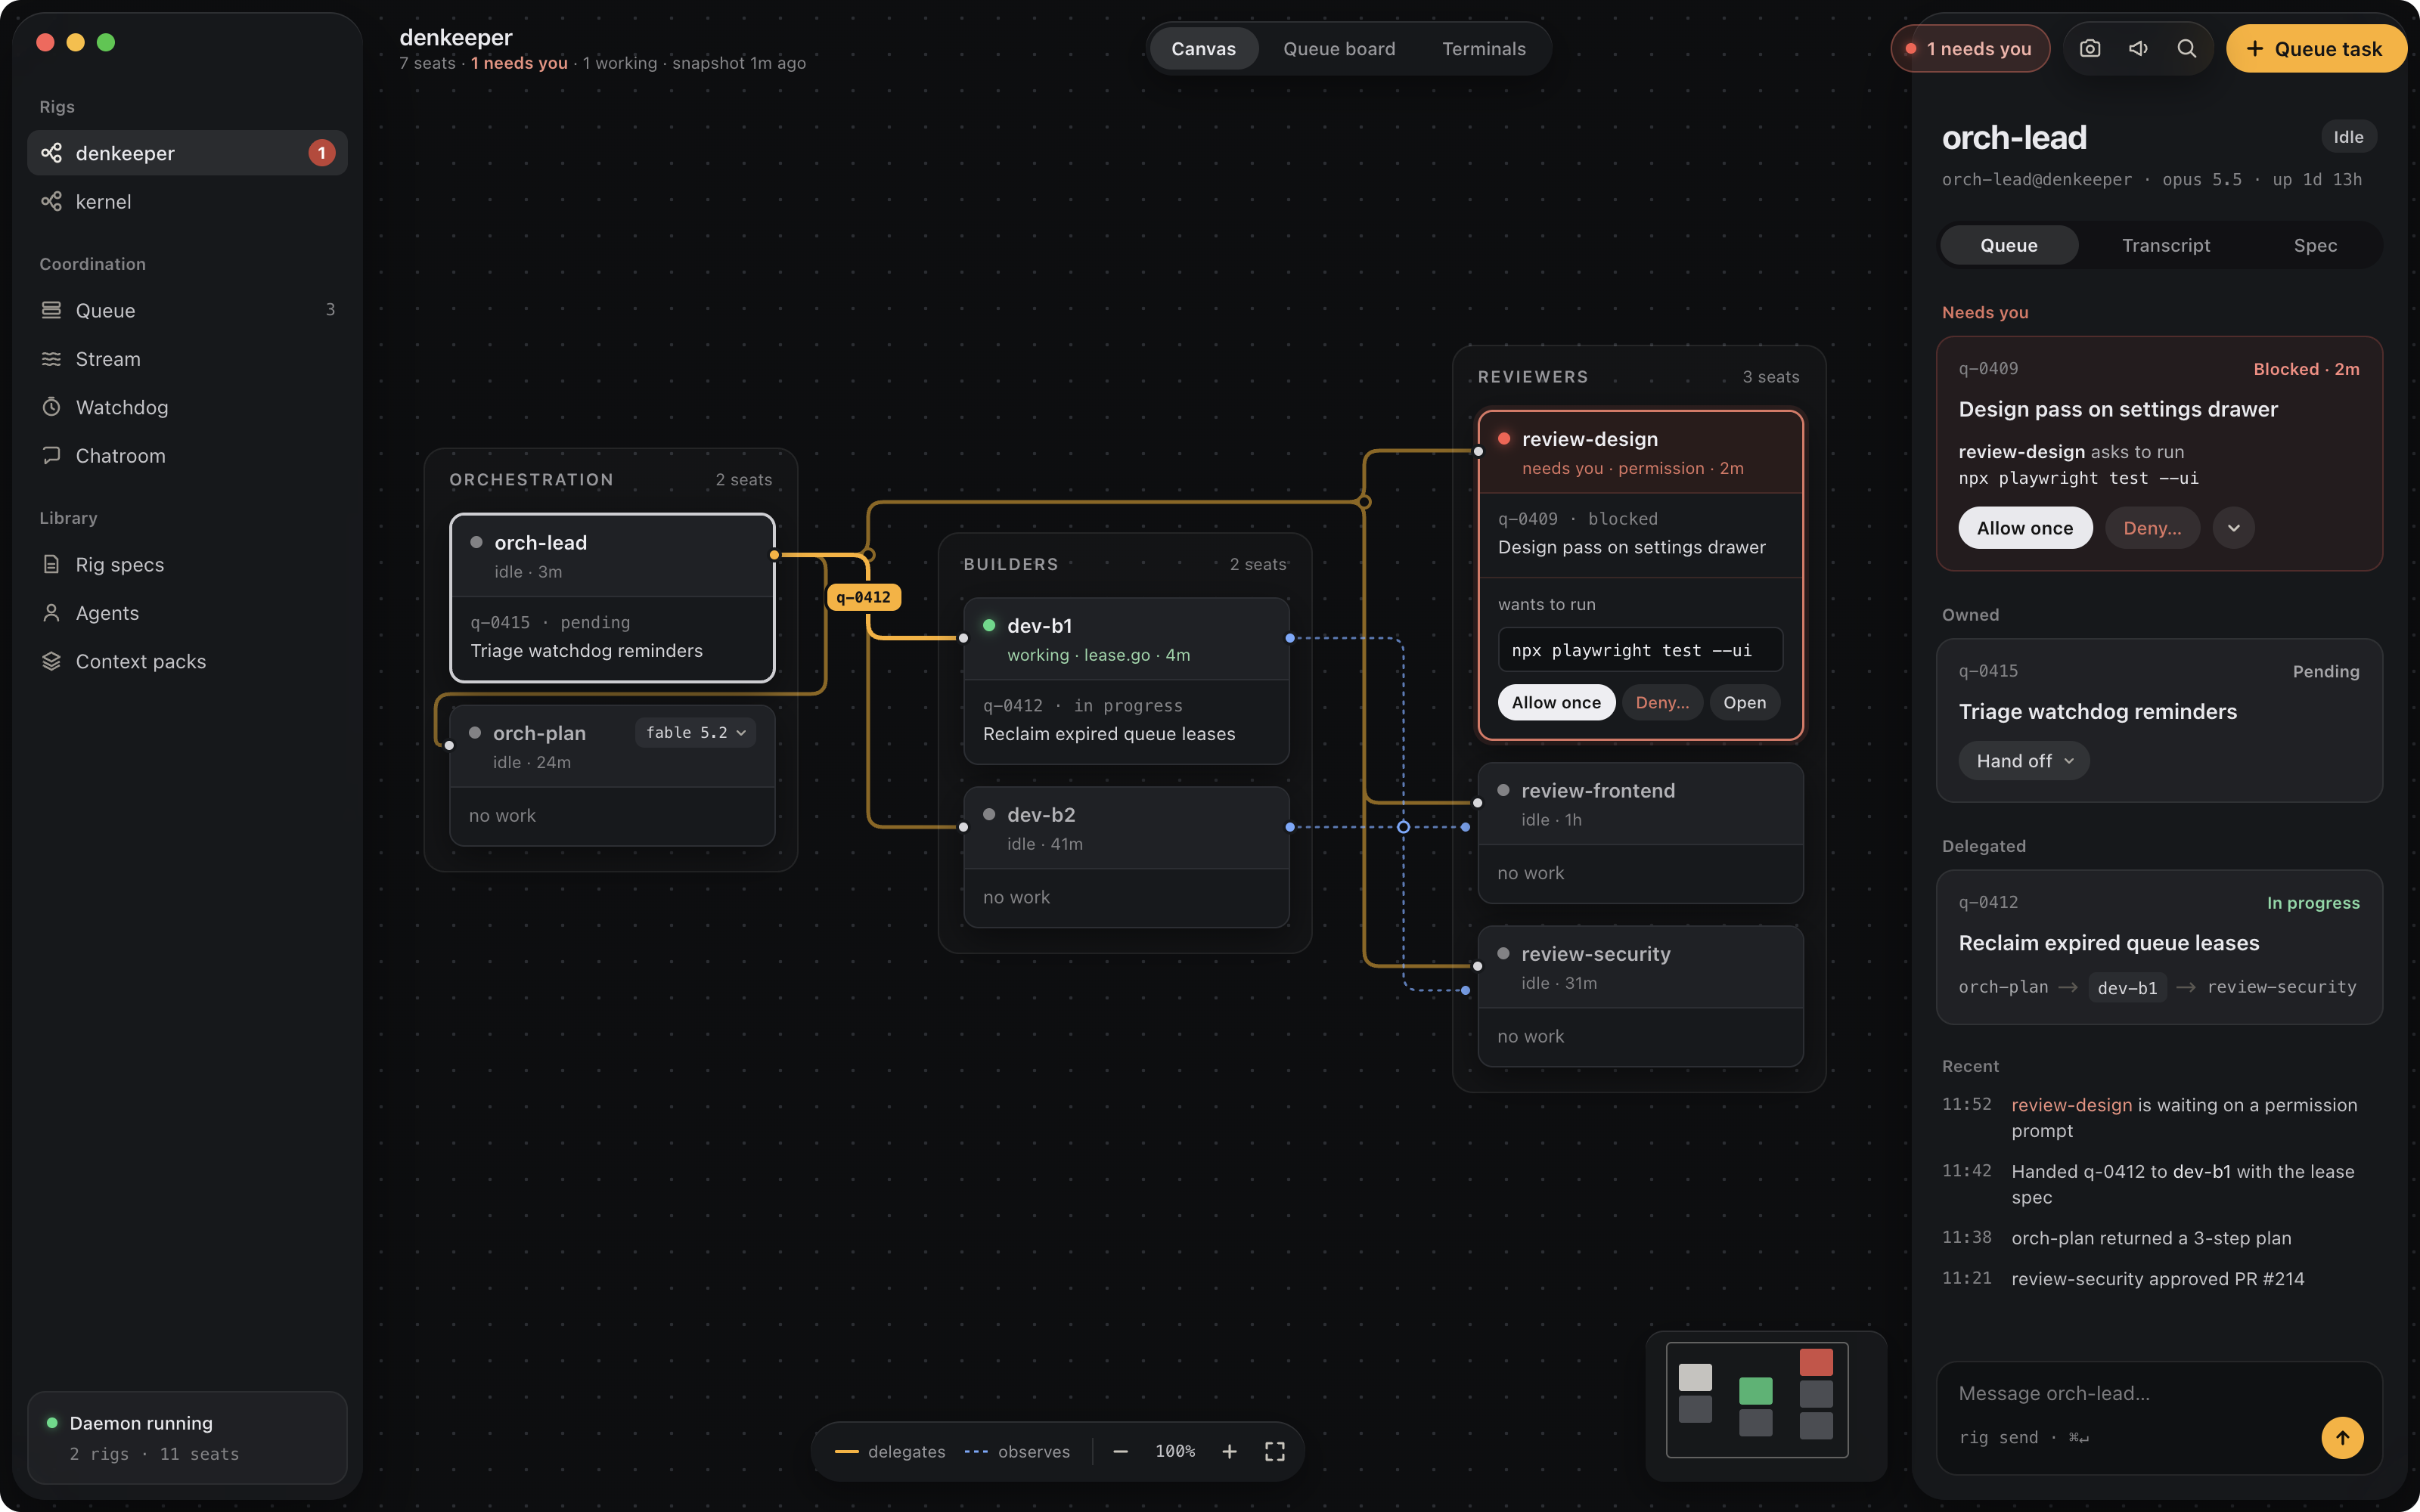 denkeeper
7 seats · 1 needs you · 1 working · snapshot 1m ago
Canvas
Queue board
Terminals
1 needs you
+ Queue task
Rigs
denkeeper
1
kernel
Coordination
Queue
3
Stream
Watchdog
Chatroom
Library
Rig specs
Agents
Context packs
Daemon running
2 rigs · 11 seats
ORCHESTRATION
2 seats
orch-lead
idle · 3m
q-0415 · pending
Triage watchdog reminders
orch-plan
fable 5.2
idle · 24m
no work
q-0412
BUILDERS
2 seats
dev-b1
working · lease.go · 4m
q-0412 · in progress
Reclaim expired queue leases
dev-b2
idle · 41m
no work
REVIEWERS
3 seats
review-design
needs you · permission · 2m
q-0409 · blocked
Design pass on settings drawer
wants to run
npx playwright test --ui
Allow once
Deny...
Open
review-frontend
idle · 1h
no work
review-security
idle · 31m
no work
delegates
observes
100%
orch-lead
Idle
orch-lead@denkeeper · opus 5.5 · up 1d 13h
Queue
Transcript
Spec
Needs you
q-0409
Blocked · 2m
Design pass on settings drawer
review-design asks to run
npx playwright test --ui
Allow once
Deny...
Owned
q-0415
Pending
Triage watchdog reminders
Hand off
Delegated
q-0412
In progress
Reclaim expired queue leases
orch-plan → dev-b1 → review-security
Recent
11:52 review-design is waiting on a permission
prompt
11:42 Handed q-0412 to dev-b1 with the lease
spec
11:38 orch-plan returned a 3-step plan
11:21 review-security approved PR #214
Message orch-lead...
rig send · ⌘↵